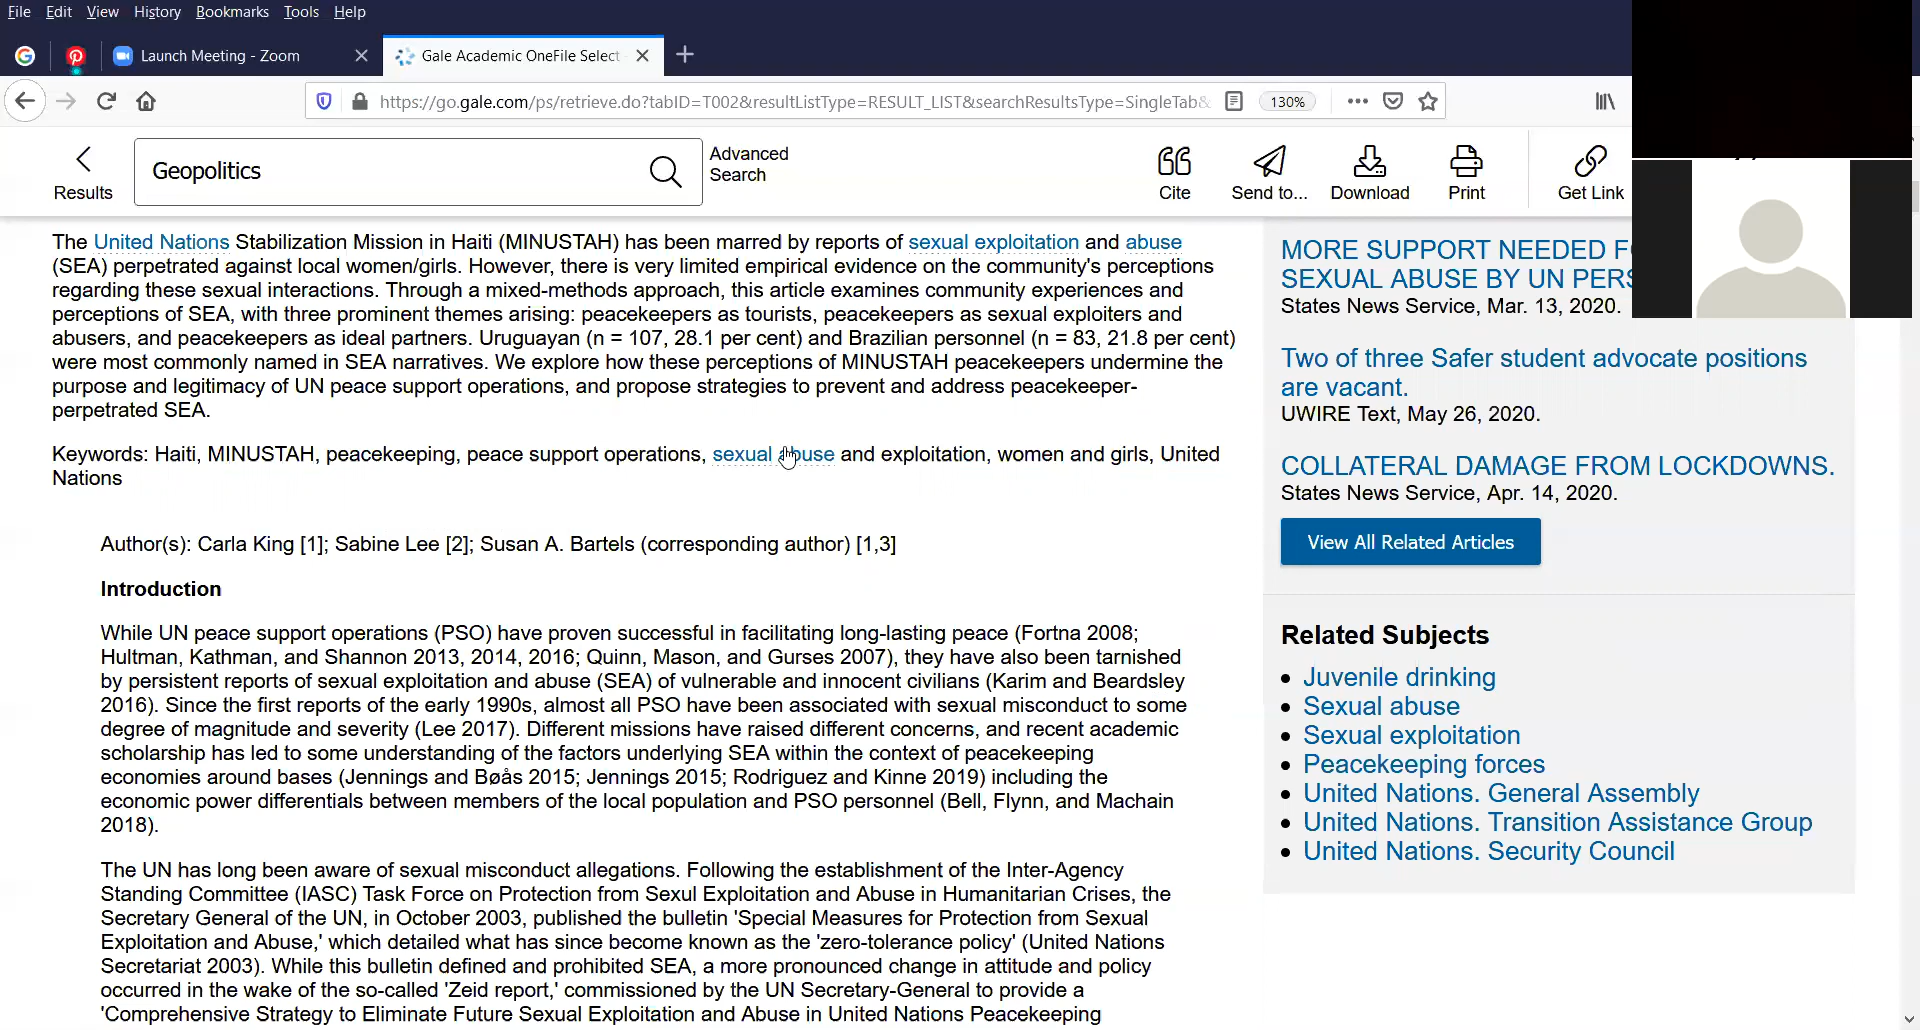 File Edit View History Bookmarks Tools Help
Launch Meeting - Zoom
Gale Academic OneFile Select
https://go.gale.com/ps/retrieve.do?tabID=T002&resultListType=RESULT_LIST&searchResultsType=SingleTab&
130%
Results
Geopolitics
Advanced
Search
Cite
Send to...
Download
Print
Get Link
The United Nations Stabilization Mission in Haiti (MINUSTAH) has been marred by reports of sexual exploitation and abuse
(SEA) perpetrated against local women/girls. However, there is very limited empirical evidence on the community's perceptions
regarding these sexual interactions. Through a mixed-methods approach, this article examines community experiences and
perceptions of SEA, with three prominent themes arising: peacekeepers as tourists, peacekeepers as sexual exploiters and
abusers, and peacekeepers as ideal partners. Uruguayan (n = 107, 28.1 per cent) and Brazilian personnel (n = 83, 21.8 per cent)
were most commonly named in SEA narratives. We explore how these perceptions of MINUSTAH peacekeepers undermine the
purpose and legitimacy of UN peace support operations, and propose strategies to prevent and address peacekeeper-
perpetrated SEA.
Keywords: Haiti, MINUSTAH, peacekeeping, peace support operations, sexual abuse and exploitation, women and girls, United
Nations
Author(s): Carla King [1]; Sabine Lee [2]; Susan A. Bartels (corresponding author) [1,3]
Introduction
While UN peace support operations (PSO) have proven successful in facilitating long-lasting peace (Fortna 2008;
Hultman, Kathman, and Shannon 2013, 2014, 2016; Quinn, Mason, and Gurses 2007), they have also been tarnished
by persistent reports of sexual exploitation and abuse (SEA) of vulnerable and innocent civilians (Karim and Beardsley
2016). Since the first reports of the early 1990s, almost all PSO have been associated with sexual misconduct to some
degree of magnitude and severity (Lee 2017). Different missions have raised different concerns, and recent academic
scholarship has led to some understanding of the factors underlying SEA within the context of peacekeeping
economies around bases (Jennings and Bøås 2015; Jennings 2015; Rodriguez and Kinne 2019) including the
economic power differentials between members of the local population and PSO personnel (Bell, Flynn, and Machain
2018).
The UN has long been aware of sexual misconduct allegations. Following the establishment of the Inter-Agency
Standing Committee (IASC) Task Force on Protection from Sexul Exploitation and Abuse in Humanitarian Crises, the
Secretary General of the UN, in October 2003, published the bulletin 'Special Measures for Protection from Sexual
Exploitation and Abuse,' which detailed what has since become known as the 'zero-tolerance policy' (United Nations
Secretariat 2003). While this bulletin defined and prohibited SEA, a more pronounced change in attitude and policy
occurred in the wake of the so-called 'Zeid report,' commissioned by the UN Secretary-General to provide a
'Comprehensive Strategy to Eliminate Future Sexual Exploitation and Abuse in United Nations Peacekeeping
MORE SUPPORT NEEDED
SEXUAL ABUSE BY UN
States News Service, Mar. 13, 2020.
Two of three Safer student advocate positions
are vacant.
UWIRE Text, May 26, 2020.
COLLATERAL DAMAGE FROM LOCKDOWNS.
States News Service, Apr. 14, 2020.
View All Related Articles
Related Subjects
Juvenile drinking
Sexual abuse
Sexual exploitation
Peacekeeping forces
United Nations. General Assembly
United Nations. Transition Assistance Group
United Nations. Security Council